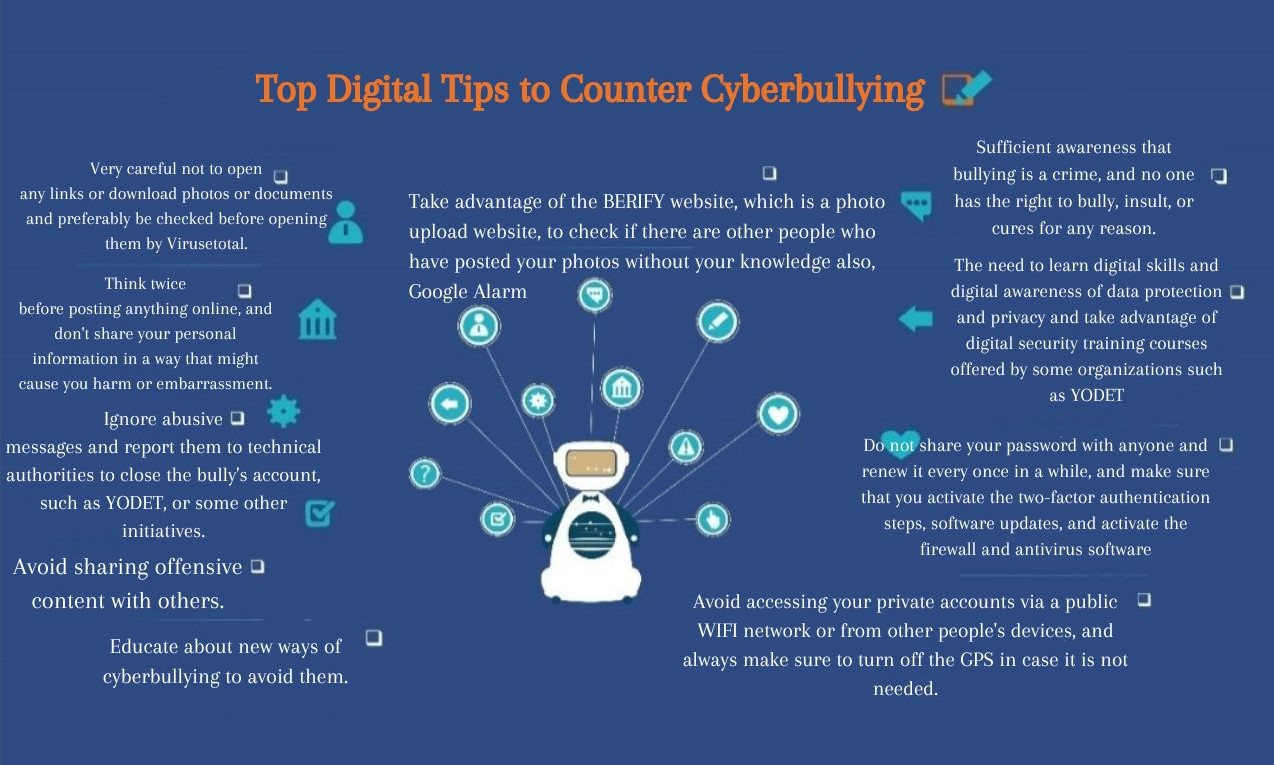 Top Digital Tips to Counter Cyberbullying
Very careful not to open
any links or download photos or documents
and preferably be checked before opening
them by Virusetotal.
Think twice
before posting anything online, and
don't share your personal
information in a way that might
cause you harm or embarrassment.
Ignore abusive
messages and report them to technical
authorities to close the bully's account,
such as YODET, or some other
initiatives.
Avoid sharing offensive
content with others.
Educate about new ways of
cyberbullying to avoid them.
Take advantage of the BERIFY website, which is a photo
upload website, to check if there are other people who
have posted your photos without your knowledge also,
Google Alarm
Sufficient awareness that
bullying is a crime, and no one
has the right to bully, insult, or
cures for any reason.
The need to learn digital skills and
digital awareness of data protection
and privacy and take advantage of
digital security training courses
offered by some organizations such
as YODET
Do not share your password with anyone and
renew it every once in a while, and make sure
that you activate the two-factor authentication
steps, software updates, and activate the
firewall and antivirus software
Avoid accessing your private accounts via a public
WIFI network or from other people's devices, and
always make sure to turn off the GPS in case it is not
needed.